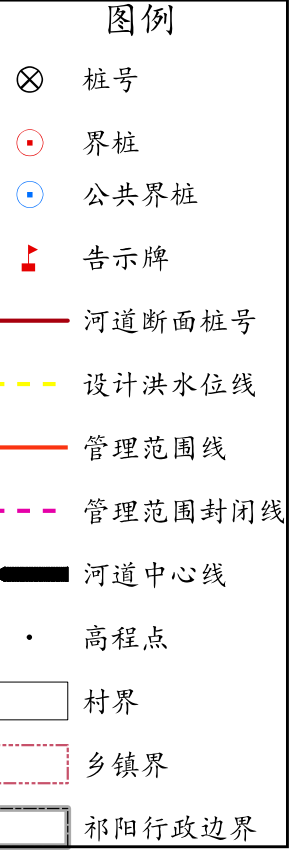 图例
桩号
界桩
公共界桩
告示牌
河道断面桩号
设计洪水位线
管理范围线
管理范围封闭线
河道中心线
高程点
村界
乡镇界
祁阳行政边界